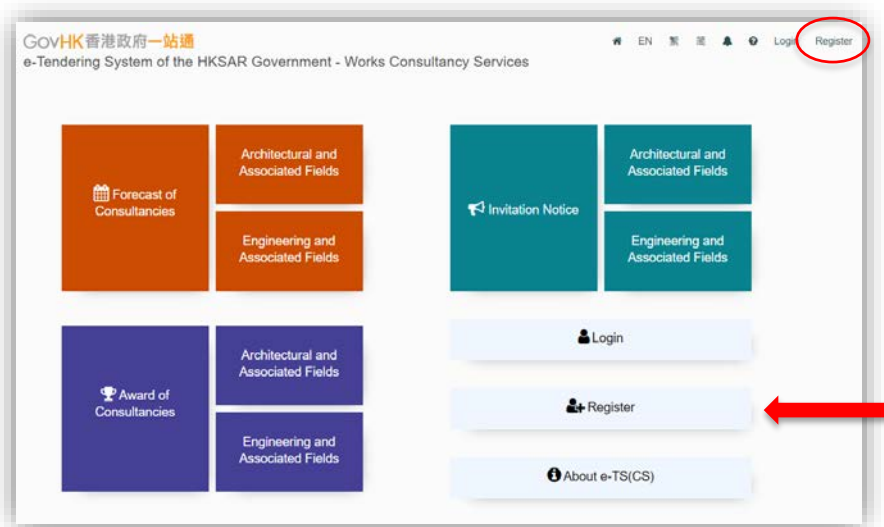 GovHK香港政府一站通
EN 繁 簡 Login Register
e-Tendering System of the HKSAR Government - Works Consultancy Services
Forecast of
Consultancies
Architectural and
Associated Fields
Engineering and
Associated Fields
Invitation Notice
Architectural and
Associated Fields
Engineering and
Associated Fields
Award of
Consultancies
Architectural and
Associated Fields
Engineering and
Associated Fields
Login
Register
About e-TS(CS)